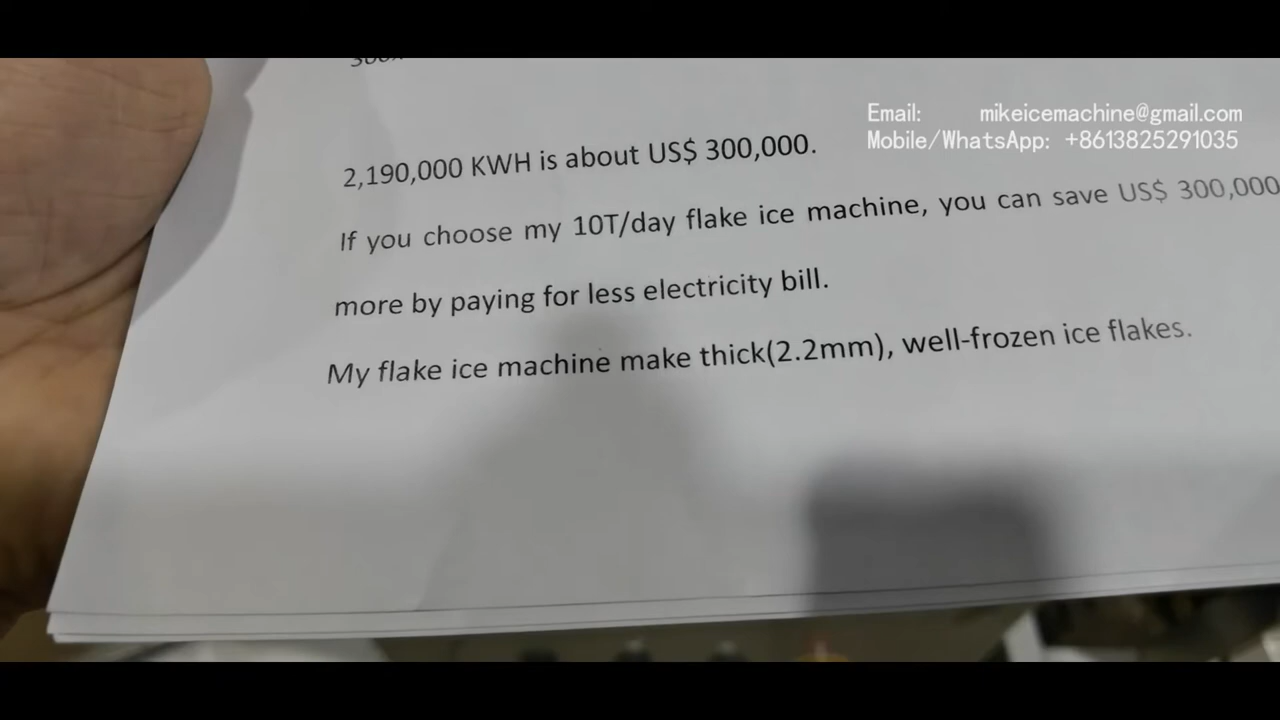 Email: mikeicemachine@gmail.com
Mobile/WhatsApp: +8613825291035
2,190,000 KWH is about US$ 300,000.
If you choose my 10T/day flake ice machine, you can save US$ 300,000
more by paying for less electricity bill.
My flake ice machine make thick(2.2mm), well-frozen ice flakes.